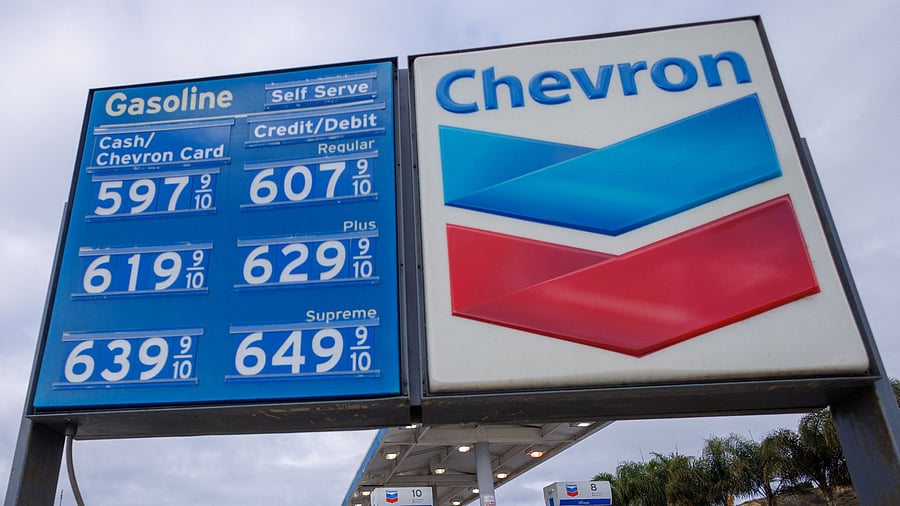 Gasoline
Self Serve
Cash/
Chevron Card
Credit/Debit
Regular
597 9/10
607 9/10
Plus
619 9/10
629 9/10
Supreme
639 9/10
649 9/10
Chevron
10
8